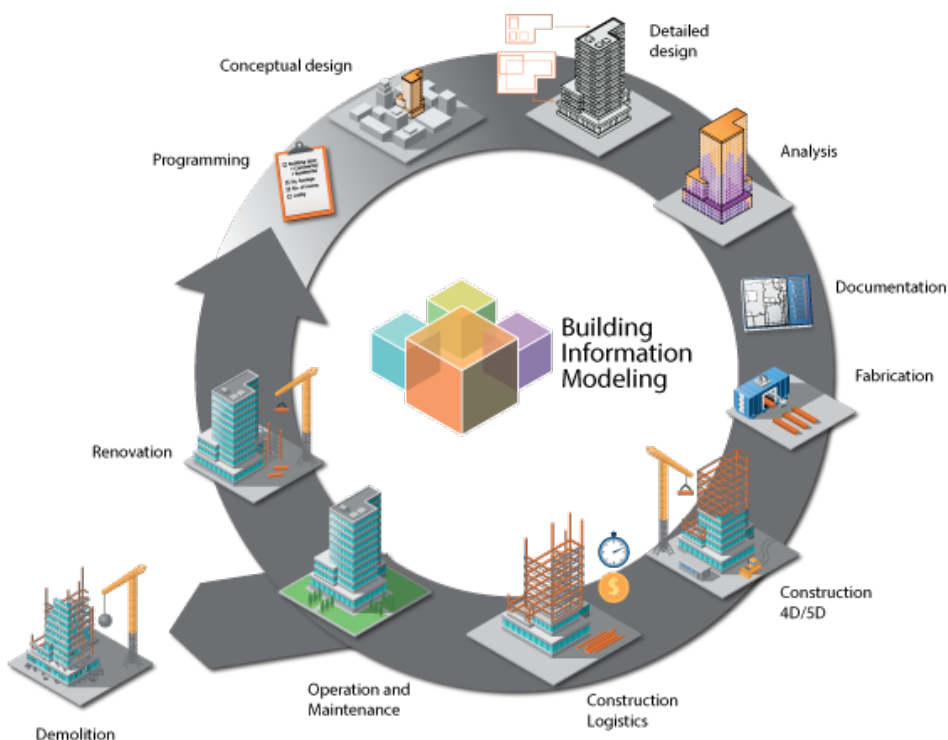 Detailed
design
Conceptual design
Programming
Analysis
Documentation
Building
Information
Modeling
Fabrication
Renovation
$
Construction
4D/5D
Operation and
Maintenance
Construction
Logistics
Demolition